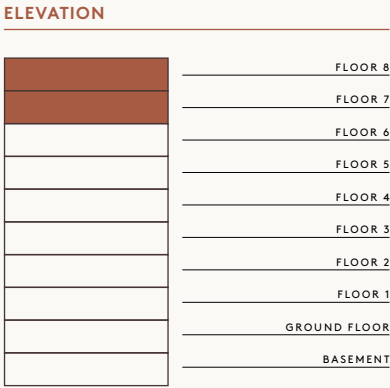 ELEVATION
FLOOR 8
FLOOR 7
FLOOR 6
FLOOR 5
FLOOR 4
FLOOR 3
FLOOR 2
FLOOR 1
GROUND FLOOR
BASEMENT